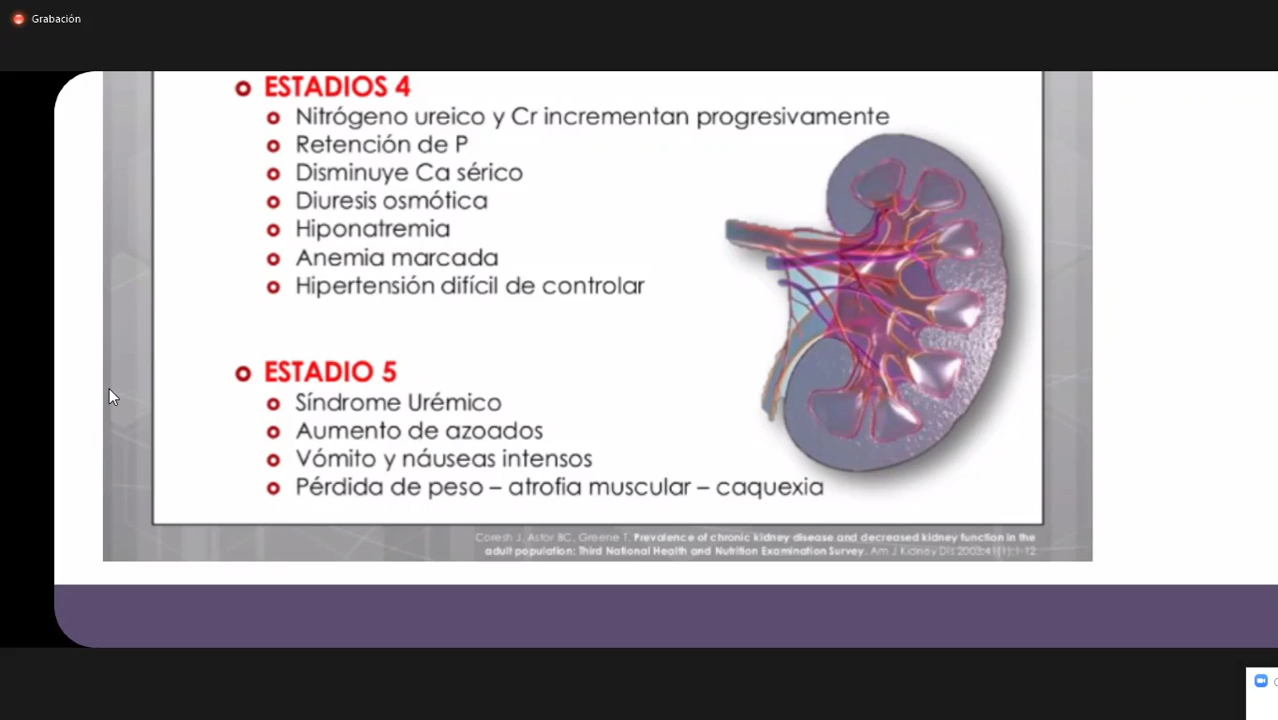 Grabación
ESTADIOS 4
Nitrógeno ureico y Cr incrementan progresivamente
Retención de P
Disminuye Ca sérico
Diuresis osmótica
Hiponatremia
Anemia marcada
Hipertensión difícil de controlar
ESTADIO 5
Síndrome Urémico
Aumento de azoados
Vómito y náuseas intensos
Pérdida de peso – atrofia muscular – caquexia
Coresh J, Astor BC, Greene T. Prevalence of chronic kidney disease and decreased kidney function in the
adult population: Third National Health and Nutrition Examination Survey. Am J Kidney Dis 2003;41(1):1-12